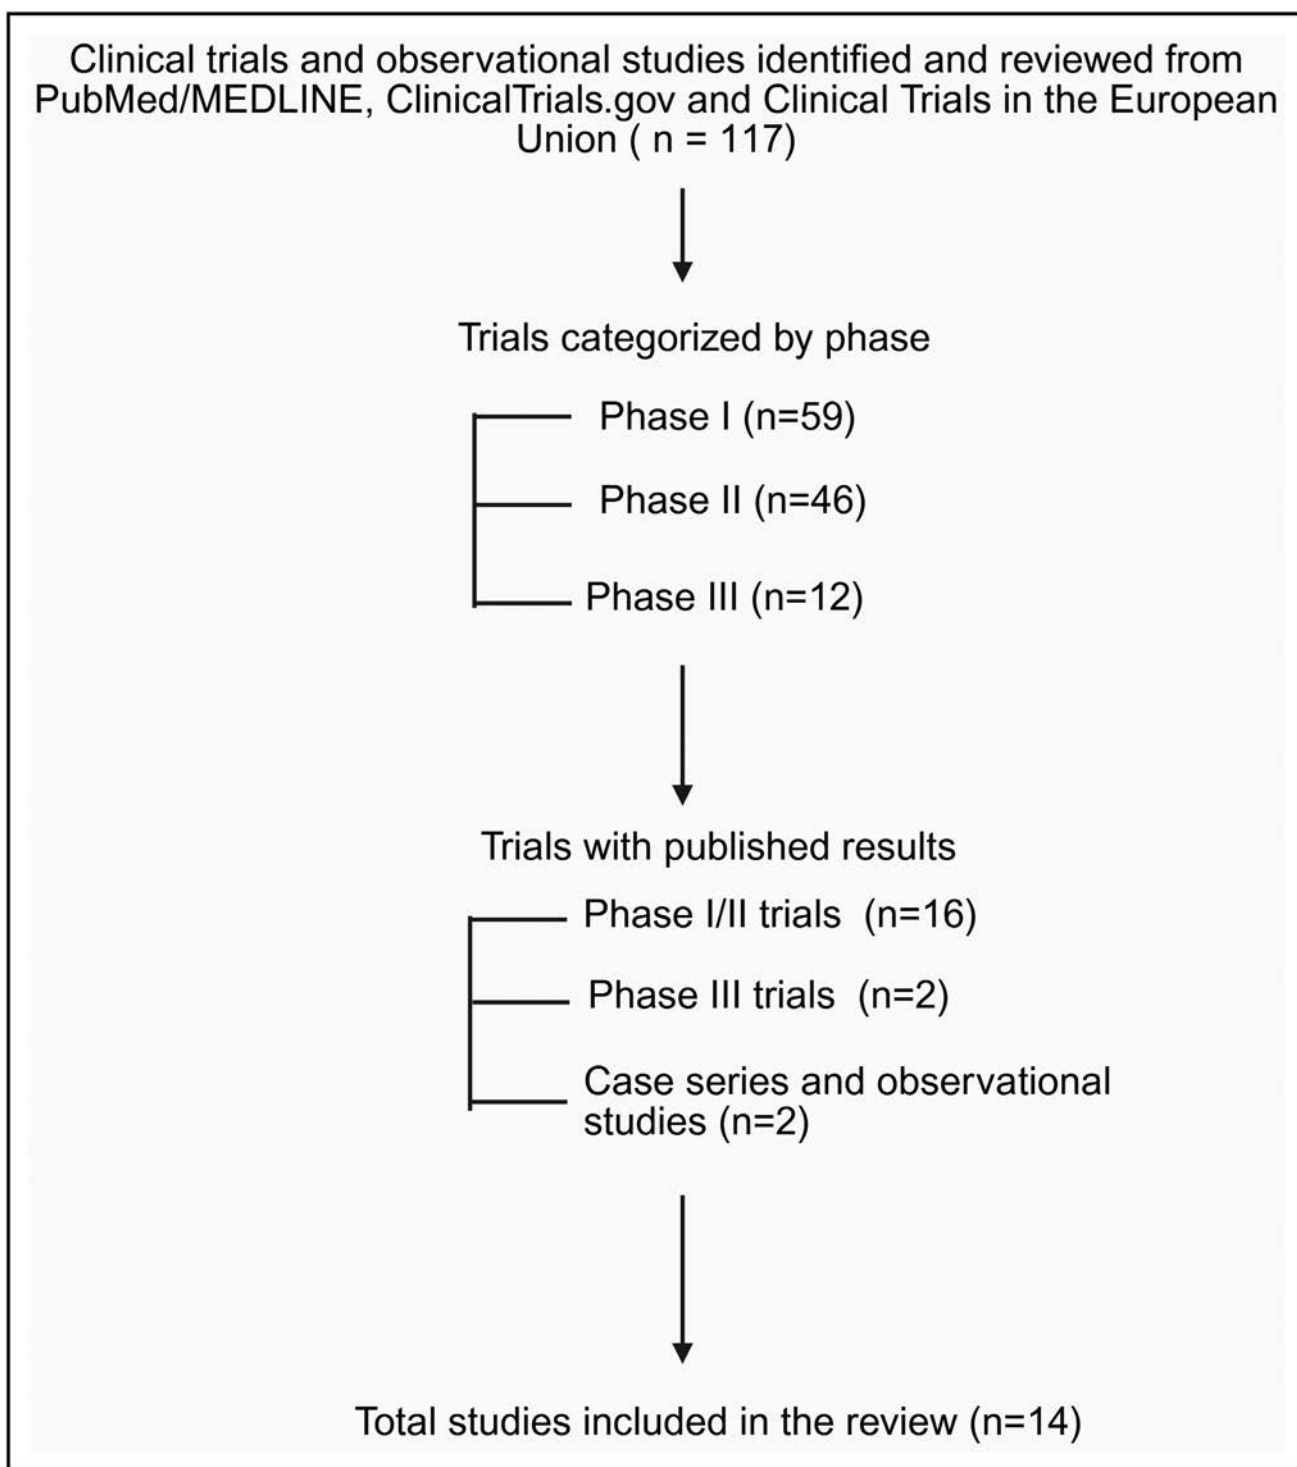 Clinical trials and observational studies identified and reviewed from
PubMed/MEDLINE, ClinicalTrials.gov and Clinical Trials in the European
Union ( n = 117)
Trials categorized by phase
Phase I (n=59)
Phase II (n=46)
Phase III (n=12)
Trials with published results
Phase I/II trials (n=16)
Phase III trials (n=2)
Case series and observational
studies (n=2)
Total studies included in the review (n=14)